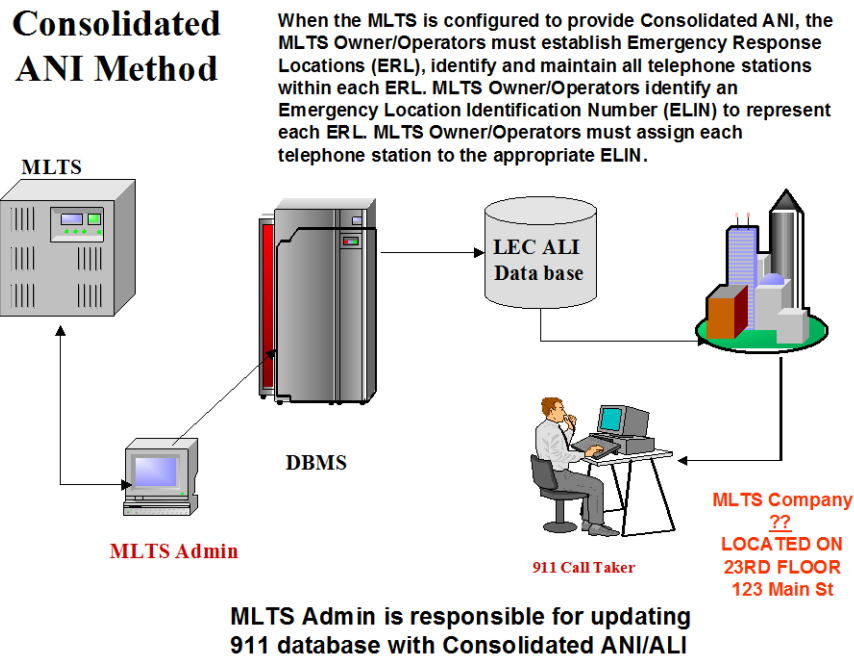 Consolidated
ANI Method
When the MLTS is configured to provide Consolidated ANI, the
MLTS Owner/Operators must establish Emergency Response
Locations (ERL), identify and maintain all telephone stations
within each ERL. MLTS Owner/Operators identify an
Emergency Location Identification Number (ELIN) to represent
each ERL. MLTS Owner/Operators must assign each
telephone station to the appropriate ELIN.
MLTS
LEC ALI
Data base
DBMS
MLTS Admin
911 Call Taker
MLTS Company
??
LOCATED ON
23RD FLOOR
123 Main St
MLTS Admin is responsible for updating
911 database with Consolidated ANI/ALI